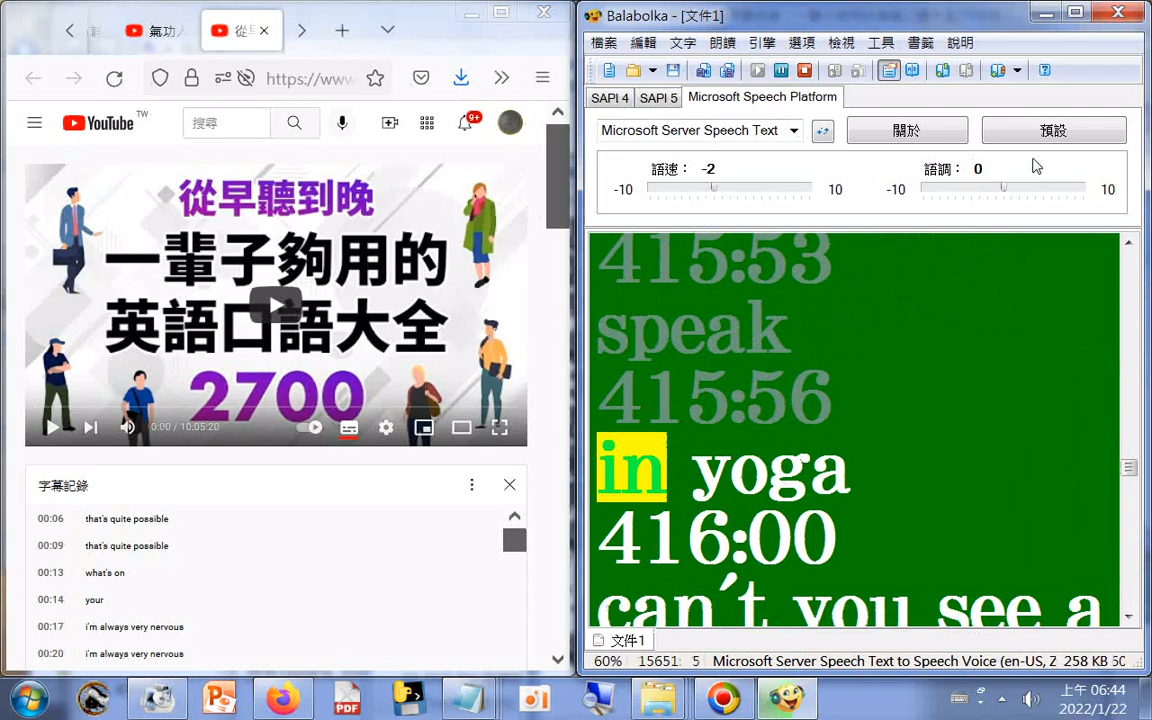 氣功
從
https://www
YouTube TW
搜尋
9+
從早聽到晚
一輩子夠用的
英語口語大全
2700
0:00 / 10:05:20
字幕記錄
00:06 that's quite possible
00:09 that's quite possible
00:13 what's on
00:14 your
00:17 i'm always very nervous
00:20 i'm always very nervous
Balabolka - [文件1]
檔案 編輯 文字 朗讀 引擎 選項 檢視 工具 書籤 說明
SAPI 4 SAPI 5 Microsoft Speech Platform
Microsoft Server Speech Text 關於 預設
語速： -2 語調： 0
-10 10 -10 10
415:53
speak
415:56
in yoga
416:00
can't you see a
文件1
60% 15651: 5 Microsoft Server Speech Text to Speech Voice (en-US, Z 258 KB
PDF
上午 06:44
2022/1/22